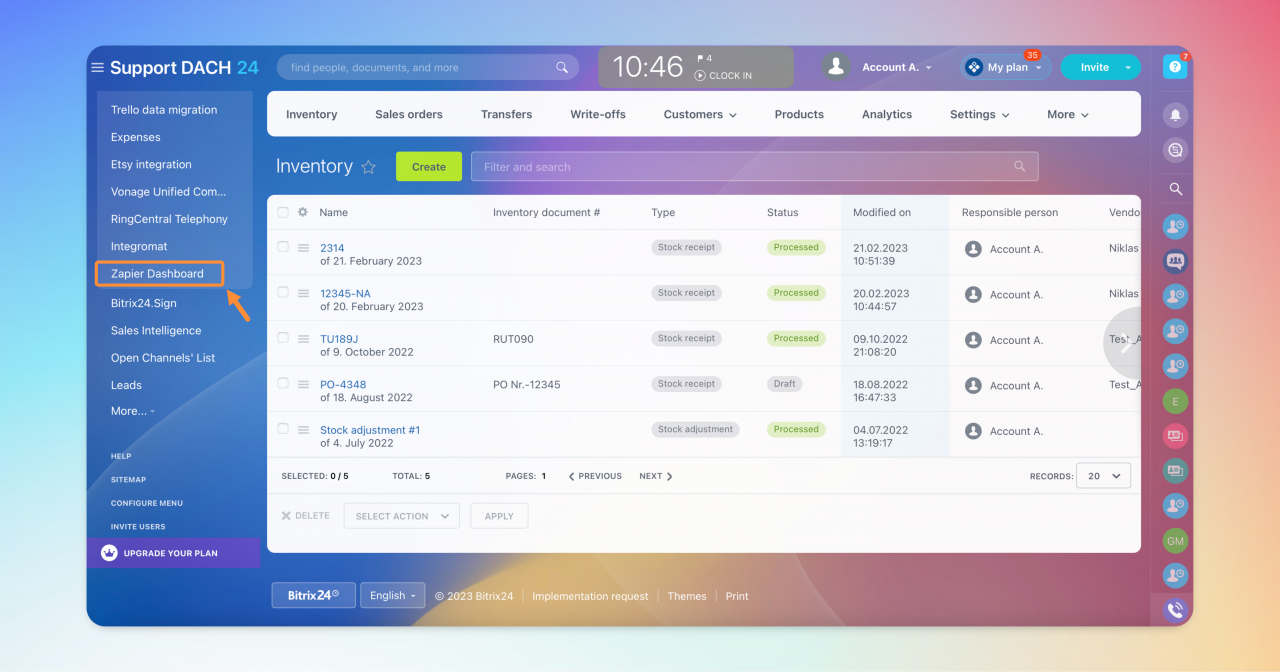 Support DACH 24
find people, documents, and more
10:46
4
CLOCK IN
Account A.
My plan
35
Invite
7
Trello data migration
Expenses
Etsy integration
Vonage Unified Com...
RingCentral Telephony
Integromat
Zapier Dashboard
Bitrix24.Sign
Sales Intelligence
Open Channels' List
Leads
More...
HELP
SITEMAP
CONFIGURE MENU
INVITE USERS
UPGRADE YOUR PLAN
Inventory Sales orders Transfers Write-offs Customers Products Analytics Settings More
Inventory
Create
Filter and search
Name Inventory document # Type Status Modified on Responsible person Vendo
2314 Stock receipt Processed 21.02.2023 Account A. Niklas
of 21. February 2023 10:51:39
12345-NA Stock receipt Processed 20.02.2023 Account A. Niklas
of 20. February 2023 10:44:57
TU189J RUT090 Stock receipt Processed 09.10.2022 Account A. Test_A
of 9. October 2022 21:08:20
PO-4348 PO Nr.-12345 Stock receipt Draft 18.08.2022 Account A. Test_A
of 18. August 2022 16:47:33
Stock adjustment #1 Stock adjustment Processed 04.07.2022 Account A.
of 4. July 2022 13:19:17
SELECTED: 0 / 5 TOTAL: 5 PAGES: 1 PREVIOUS NEXT RECORDS: 20
DELETE SELECT ACTION APPLY
Bitrix24 English © 2023 Bitrix24 Implementation request Themes Print
E
GM